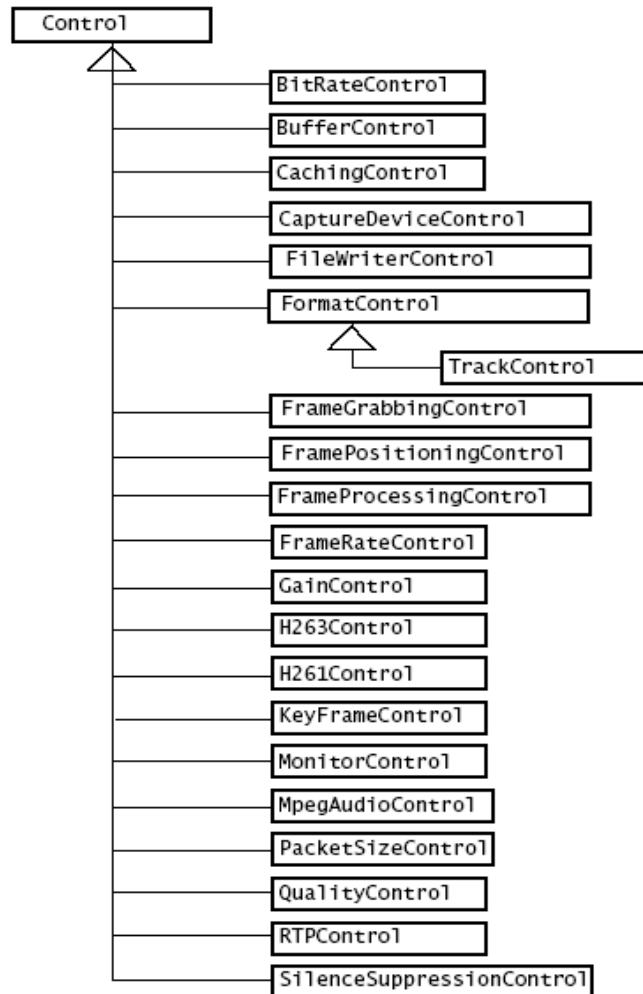 Control
BitRateControl
BufferControl
CachingControl
CaptureDeviceControl
FileWriterControl
FormatControl
TrackControl
FrameGrabbingControl
FramePositioningControl
FrameProcessingControl
FrameRateControl
GainControl
H263Control
H261Control
KeyFrameControl
MonitorControl
MpegAudioControl
PacketSizeControl
QualityControl
RTPControl
SilenceSuppressionControl